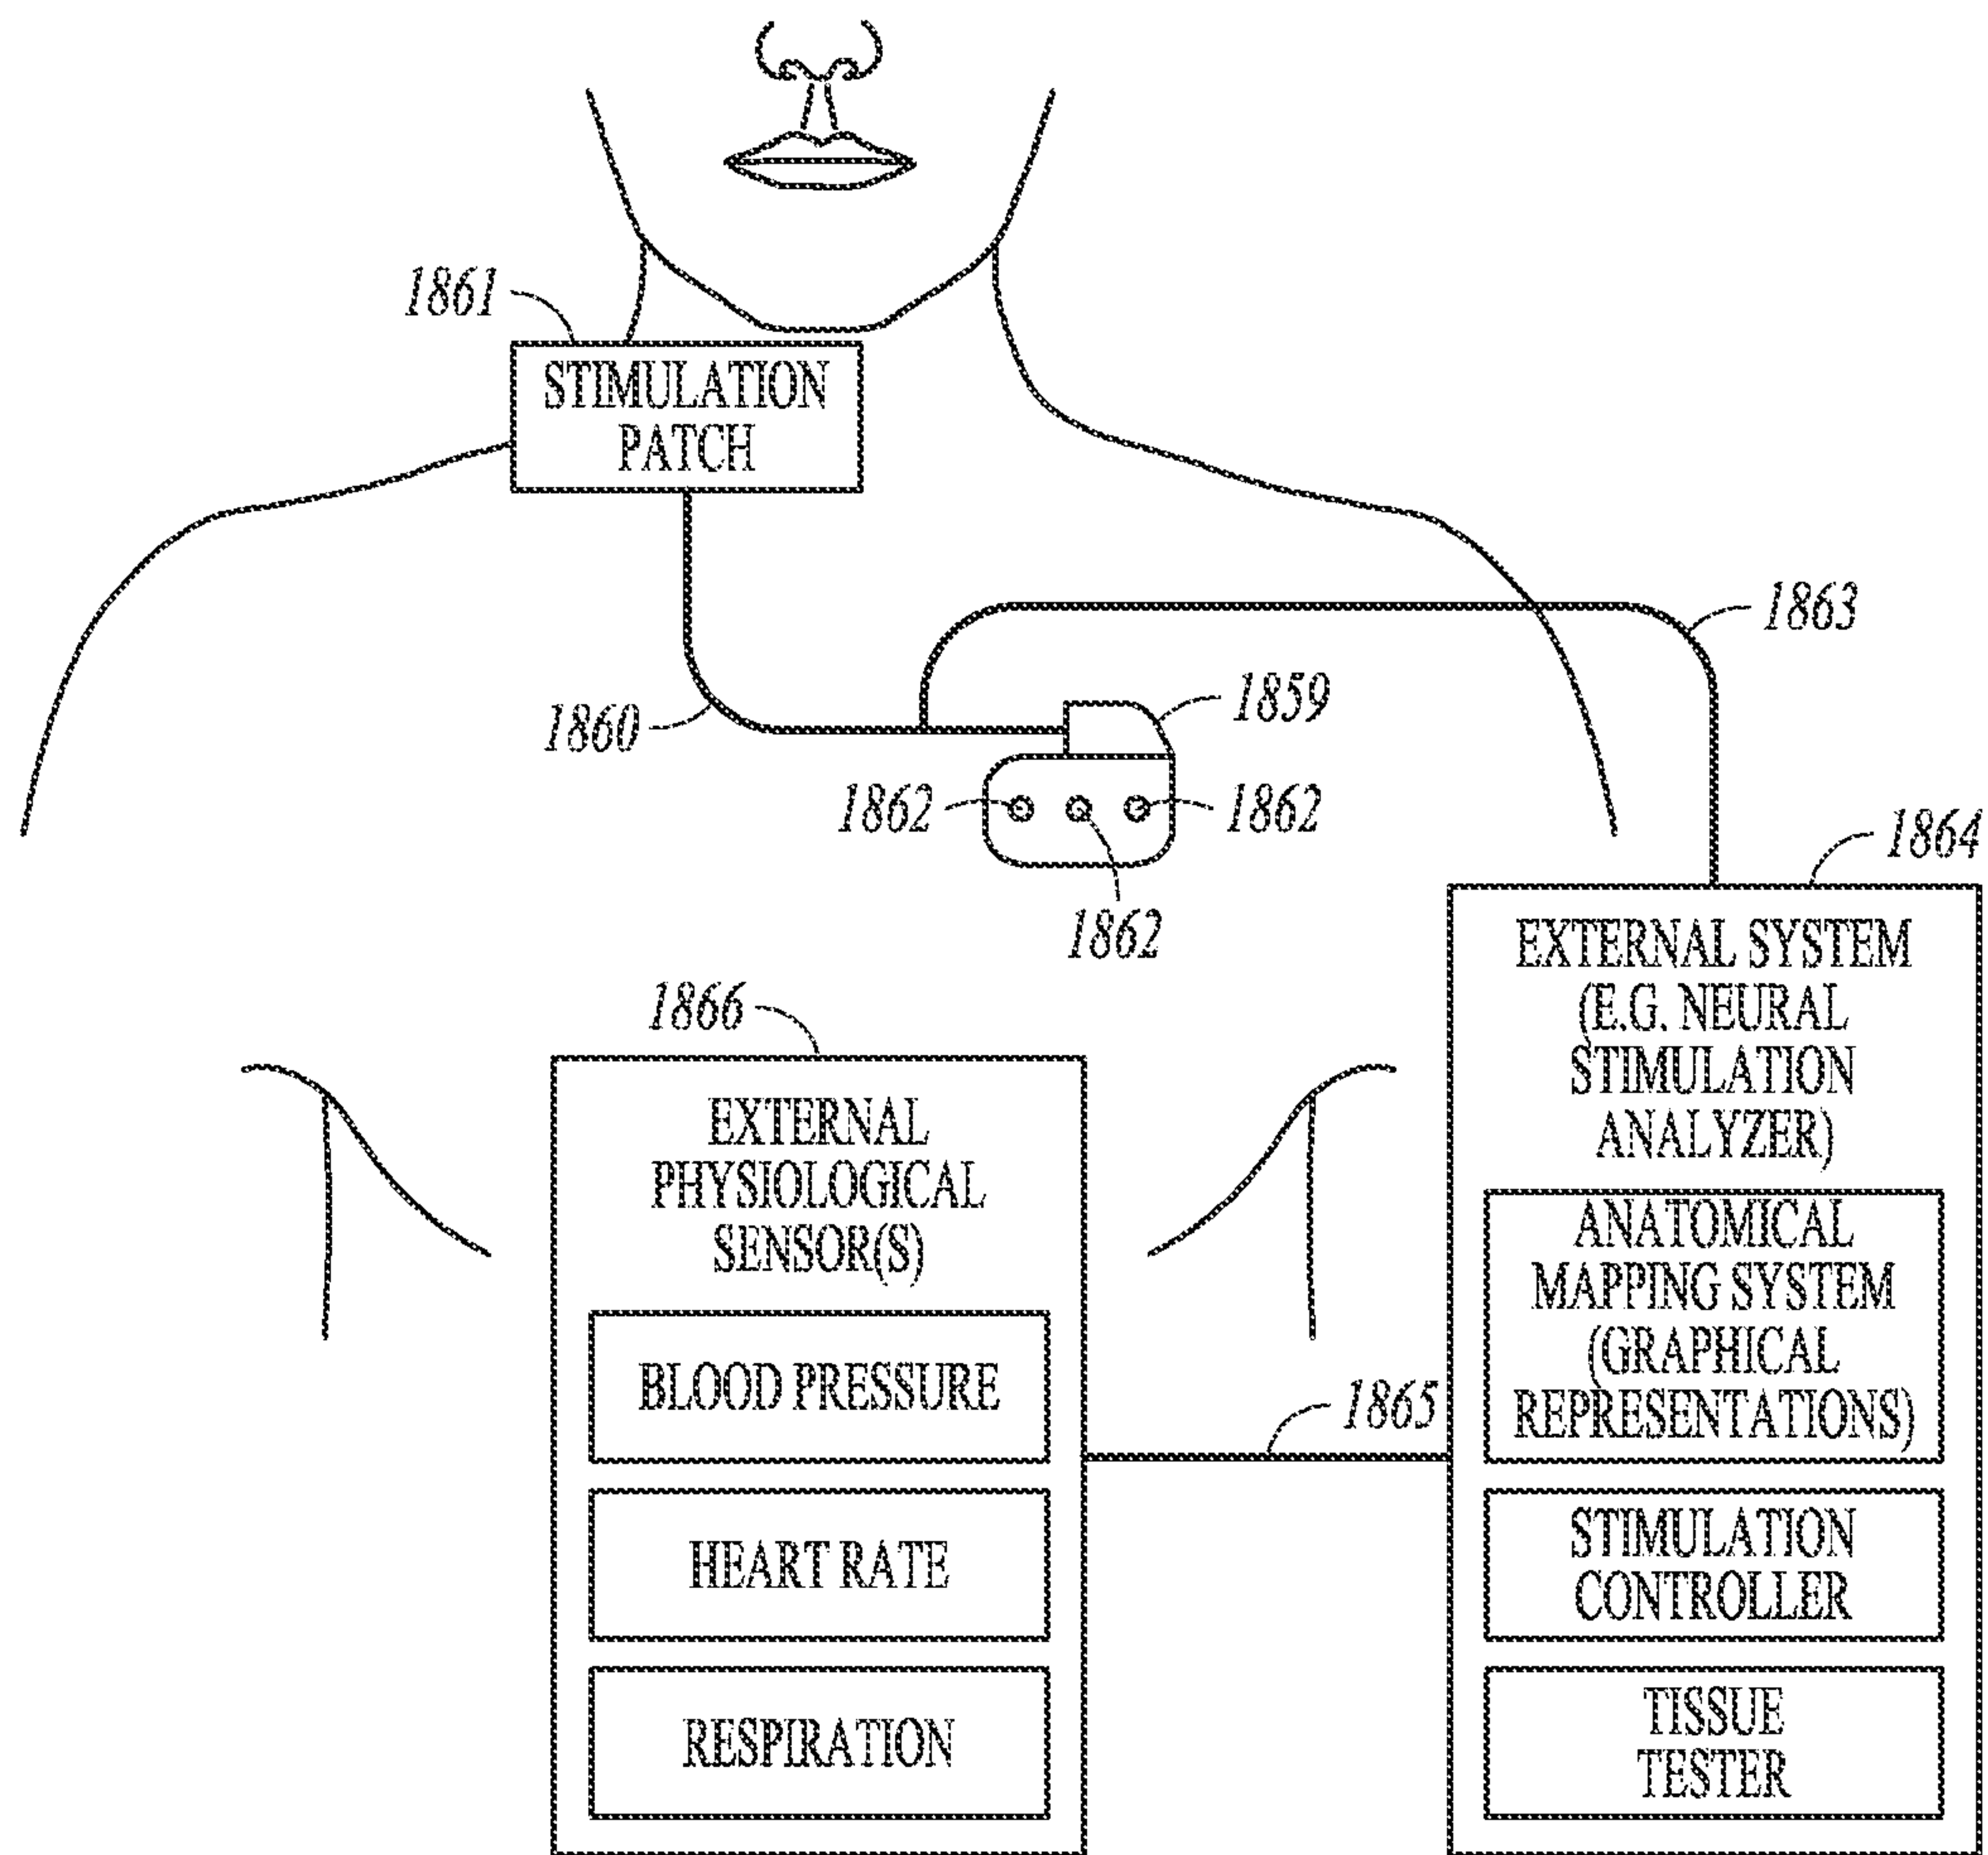 1861
STIMULATION
PATCH
1863
1860
1859
1862
1862
1862
1864
EXTERNAL SYSTEM
(E.G. NEURAL
STIMULATION
ANALYZER)
ANATOMICAL
MAPPING SYSTEM
(GRAPHICAL
REPRESENTATIONS)
STIMULATION
CONTROLLER
TISSUE
TESTER
1866
EXTERNAL
PHYSIOLOGICAL
SENSOR(S)
BLOOD PRESSURE
HEART RATE
RESPIRATION
1865